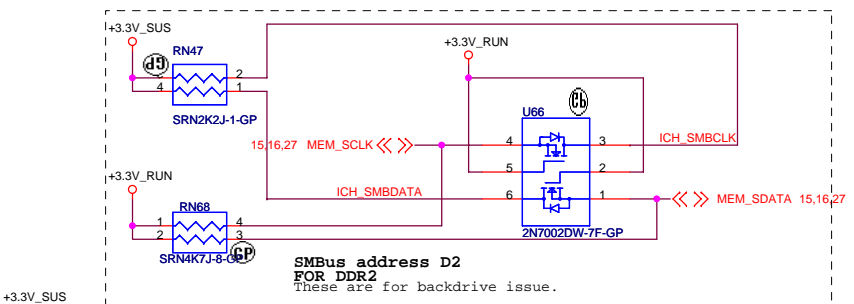 +3.3V_SUS
RN47
GP
2
4
1
SRN2K2J-1-GP
+3.3V_RUN
U66
15,16,27 MEM_SCLK
4
3
ICH_SMBCLK
5
2
ICH_SMBDATA
6
1
MEM_SDATA 15,16,27
2N7002DW-7F-GP
+3.3V_RUN
RN68
1
4
2
3
SRN4K7J-8-GP
GP
SMBus address D2
FOR DDR2
These are for backdrive issue.
+3.3V_SUS